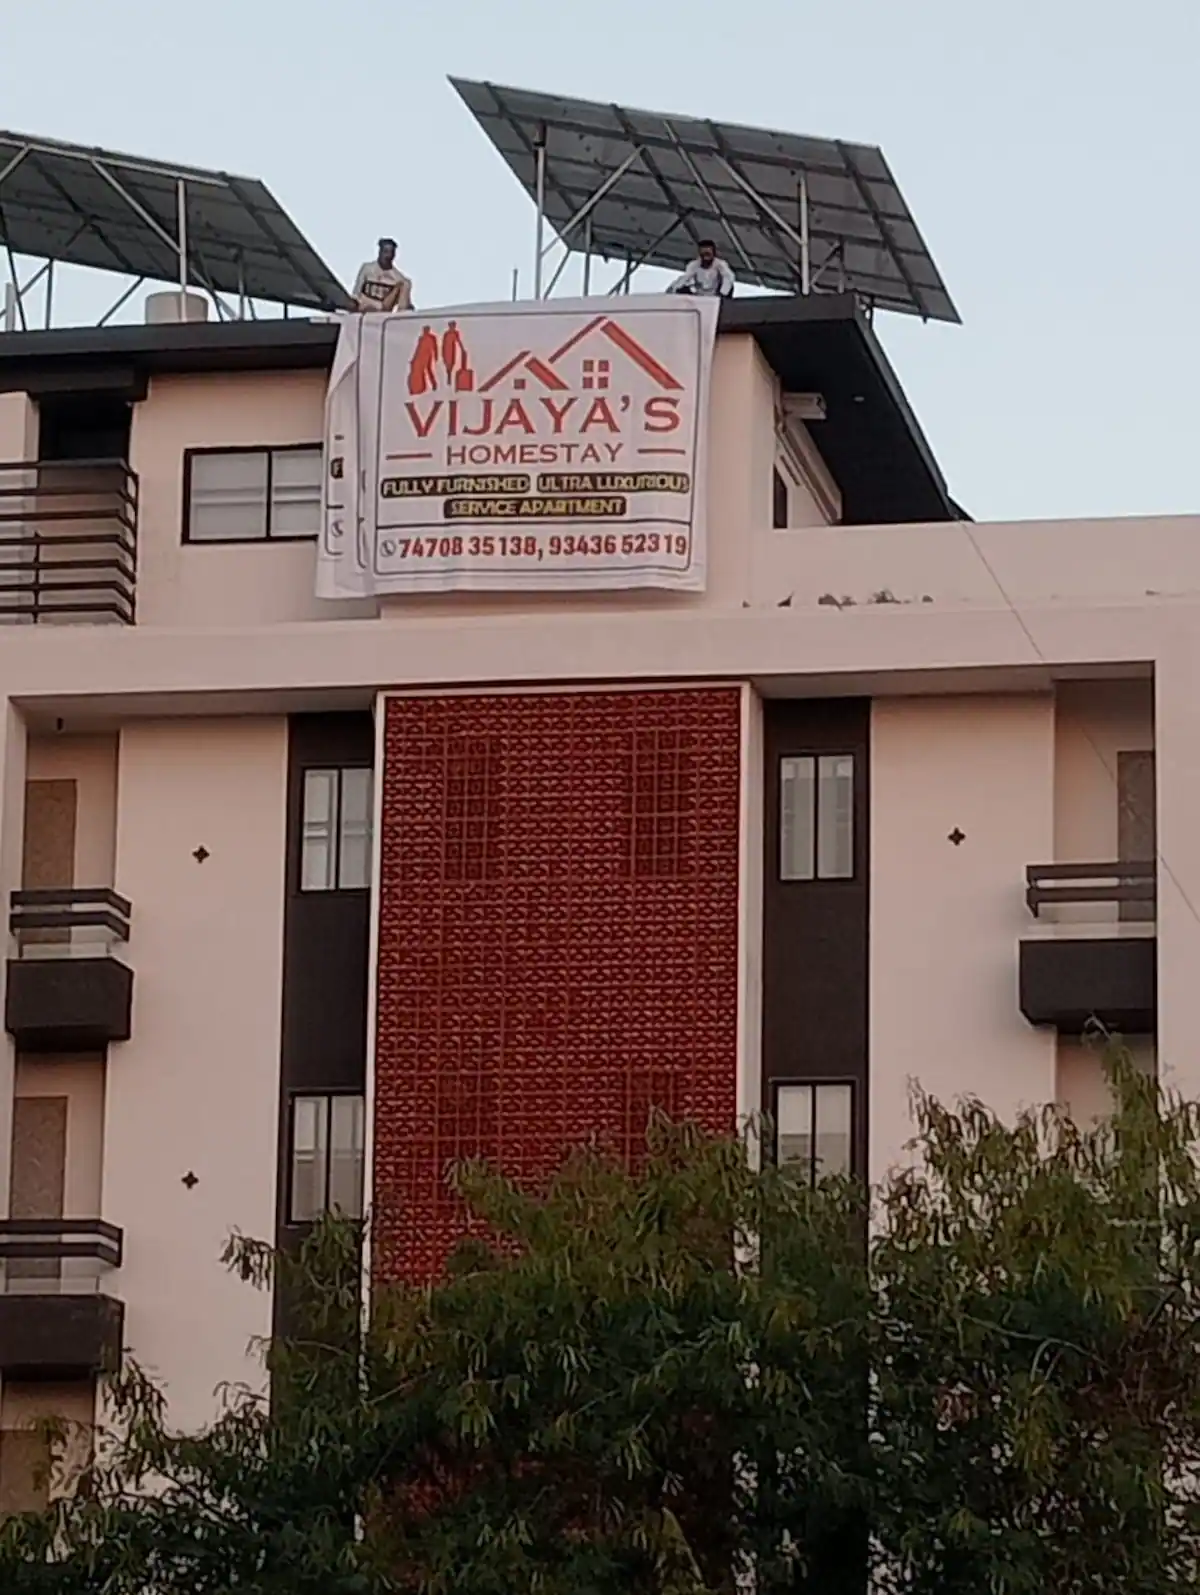 VIJAYA'S
HOMESTAY
FULLY FURNISHED ULTRA LUXURIOUS
SERVICE APARTMENT
74708 35138, 93436 52319